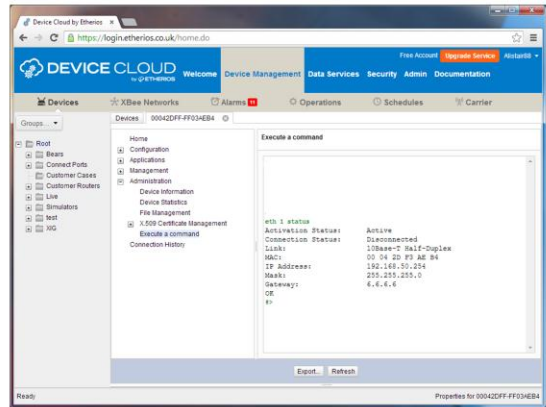 Device Cloud by Etherios
https://login.etherios.co.uk/home.do
Free Account Upgrade Service Alistair88
DEVICE CLOUD
by ETHERIOS
Welcome Device Management Data Services Security Admin Documentation
Devices XBee Networks Alarms Operations Schedules Carrier
Groups...
Devices 00042DFF-FF03AEB4
Root
Bears
Connect Ports
Customer Cases
Customer Routers
Live
Simulators
test
XIG
Home
Configuration
Applications
Management
Administration
Device Information
Device Statistics
File Management
X.509 Certificate Management
Execute a command
Connection History
Execute a command
eth 1 status
Activation Status: Active
Connection Status: Disconnected
Link: 10Base-T Half-Duplex
MAC: 00 04 2D F3 AE B4
IP Address: 192.168.50.254
Mask: 255.255.255.0
Gateway: 6.6.6.6
OK
#>
Export... Refresh
Ready
Properties for 00042DFF-FF03AEB4